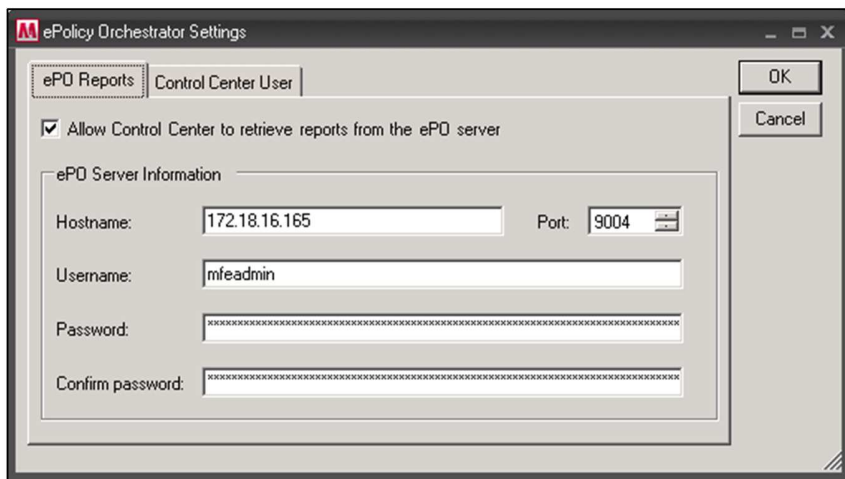 ePolicy Orchestrator Settings
ePO Reports
Control Center User
OK
Cancel
Allow Control Center to retrieve reports from the ePO server
ePO Server Information
Hostname: 172.18.16.165 Port: 9004
Username: mfeadmin
Password:
Confirm password: